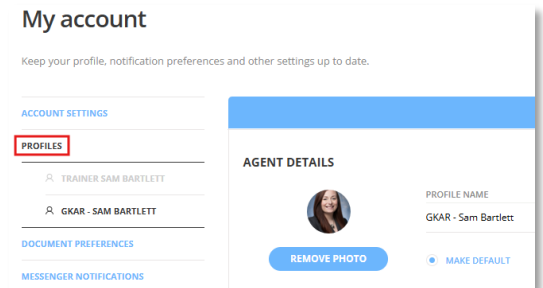 My account
Keep your profile, notification preferences and other settings up to date.
ACCOUNT SETTINGS
PROFILES
TRAINER SAM BARTLETT
GKAR - SAM BARTLETT
DOCUMENT PREFERENCES
MESSENGER NOTIFICATIONS
AGENT DETAILS
REMOVE PHOTO
PROFILE NAME
GKAR - Sam Bartlett
MAKE DEFAULT